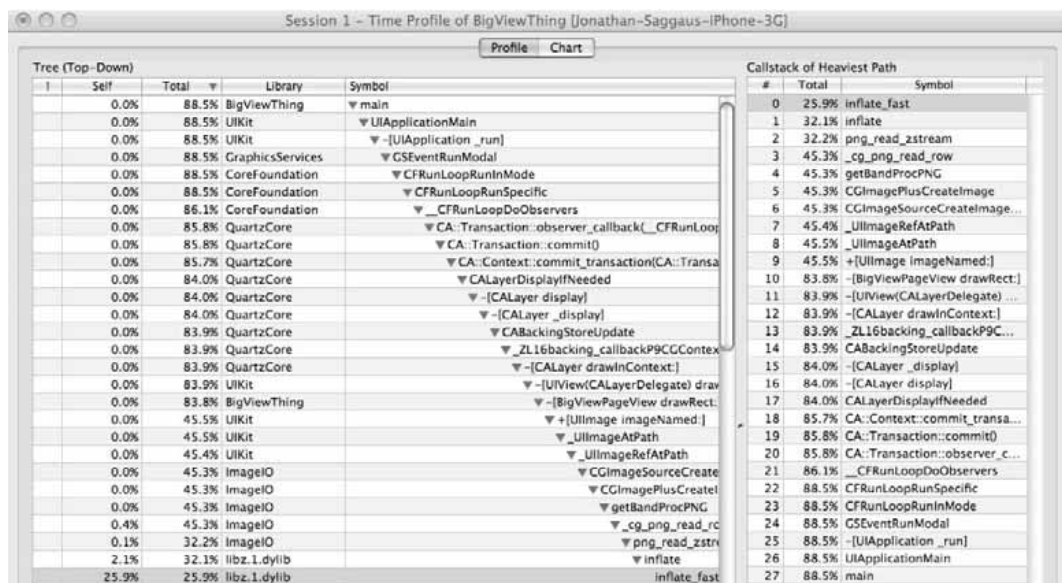 Session 1 - Time Profile of BigViewThing [Jonathan-Saggaus-iPhone-3G]
Profile Chart
Tree (Top-Down)
! Self Total Library Symbol
0.0% 88.5% BigViewThing main
0.0% 88.5% UIKit UIApplicationMain
0.0% 88.5% UIKit -[UIApplication _run]
0.0% 88.5% GraphicsServices GSEventRunModal
0.0% 88.5% CoreFoundation CFRunLoopRunInMode
0.0% 88.5% CoreFoundation CFRunLoopRunSpecific
0.0% 86.1% CoreFoundation __CFRunLoopDoObservers
0.0% 85.8% QuartzCore CA::Transaction::observer_callback(__CFRunLoop
0.0% 85.8% QuartzCore CA::Transaction::commit()
0.0% 85.7% QuartzCore CA::Context::commit_transaction(CA::Transa
0.0% 84.0% QuartzCore CALayerDisplayIfNeeded
0.0% 84.0% QuartzCore -[CALayer display]
0.0% 84.0% QuartzCore -[CALayer _display]
0.0% 83.9% QuartzCore CABackingStoreUpdate
0.0% 83.9% QuartzCore _ZL16backing_callbackP9CGContex
0.0% 83.9% QuartzCore -[CALayer drawInContext:]
0.0% 83.9% UIKit -[UIView(CALayerDelegate) draw
0.0% 83.8% BigViewThing -[BigViewPageView drawRect:
0.0% 45.5% UIKit +[UIImage imageNamed:]
0.0% 45.5% UIKit _UIImageAtPath
0.0% 45.4% UIKit _UIImageRefAtPath
0.0% 45.3% ImageIO CGImageSourceCreate
0.0% 45.3% ImageIO CGImagePlusCreateI
0.0% 45.3% ImageIO getBandProcPNG
0.4% 45.3% ImageIO _cg_png_read_ro
0.1% 32.2% ImageIO png_read_zstre
2.1% 32.1% libz.1.dylib inflate
25.9% 25.9% libz.1.dylib inflate_fast
Callstack of Heaviest Path
# Total Symbol
0 25.9% inflate_fast
1 32.1% inflate
2 32.2% png_read_zstream
3 45.3% _cg_png_read_row
4 45.3% getBandProcPNG
5 45.3% CGImagePlusCreateImage
6 45.3% CGImageSourceCreateImage...
7 45.4% _UIImageRefAtPath
8 45.5% _UIImageAtPath
9 45.5% +[UIImage imageNamed:]
10 83.8% -[BigViewPageView drawRect:]
11 83.9% -[UIView(CALayerDelegate) ...
12 83.9% -[CALayer drawInContext:]
13 83.9% _ZL16backing_callbackP9C...
14 83.9% CABackingStoreUpdate
15 84.0% -[CALayer _display]
16 84.0% -[CALayer display]
17 84.0% CALayerDisplayIfNeeded
18 85.7% CA::Context::commit_transa...
19 85.8% CA::Transaction::commit()
20 85.8% CA::Transaction::observer_c...
21 86.1% __CFRunLoopDoObservers
22 88.5% CFRunLoopRunSpecific
23 88.5% CFRunLoopRunInMode
24 88.5% GSEventRunModal
25 88.5% -[UIApplication _run]
26 88.5% UIApplicationMain
27 88.5% main